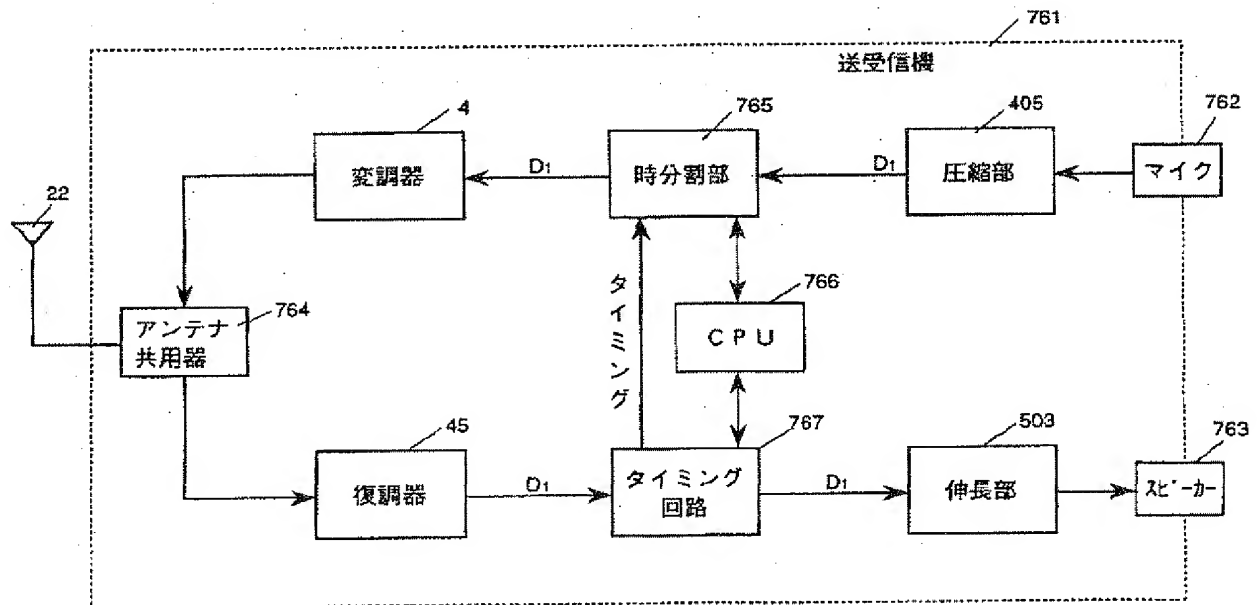 761
送受信機
4
765
405
762
変調器
D1
時分割部
D1
圧縮部
マイク
22
タイミング
766
CPU
764
アンテナ
共用器
45
767
503
763
復調器
D1
タイミング
回路
D1
伸長部
スピーカー